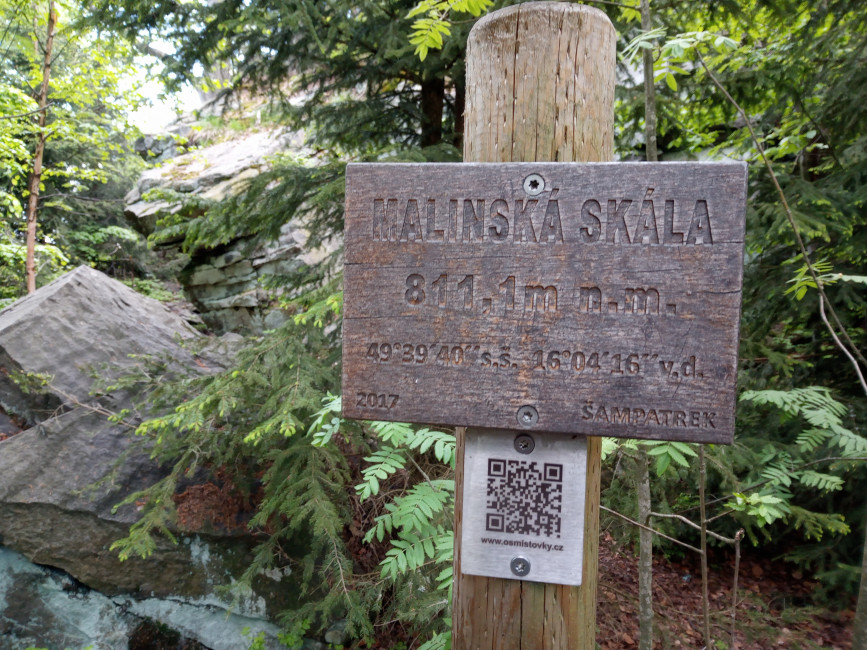 MALINSKÁ SKÁLA
811,1m n.m.
49°39´40´´s.š. 16°04´16´´v.d.
2017 ŠAMPATREK
www.osmistovky.cz